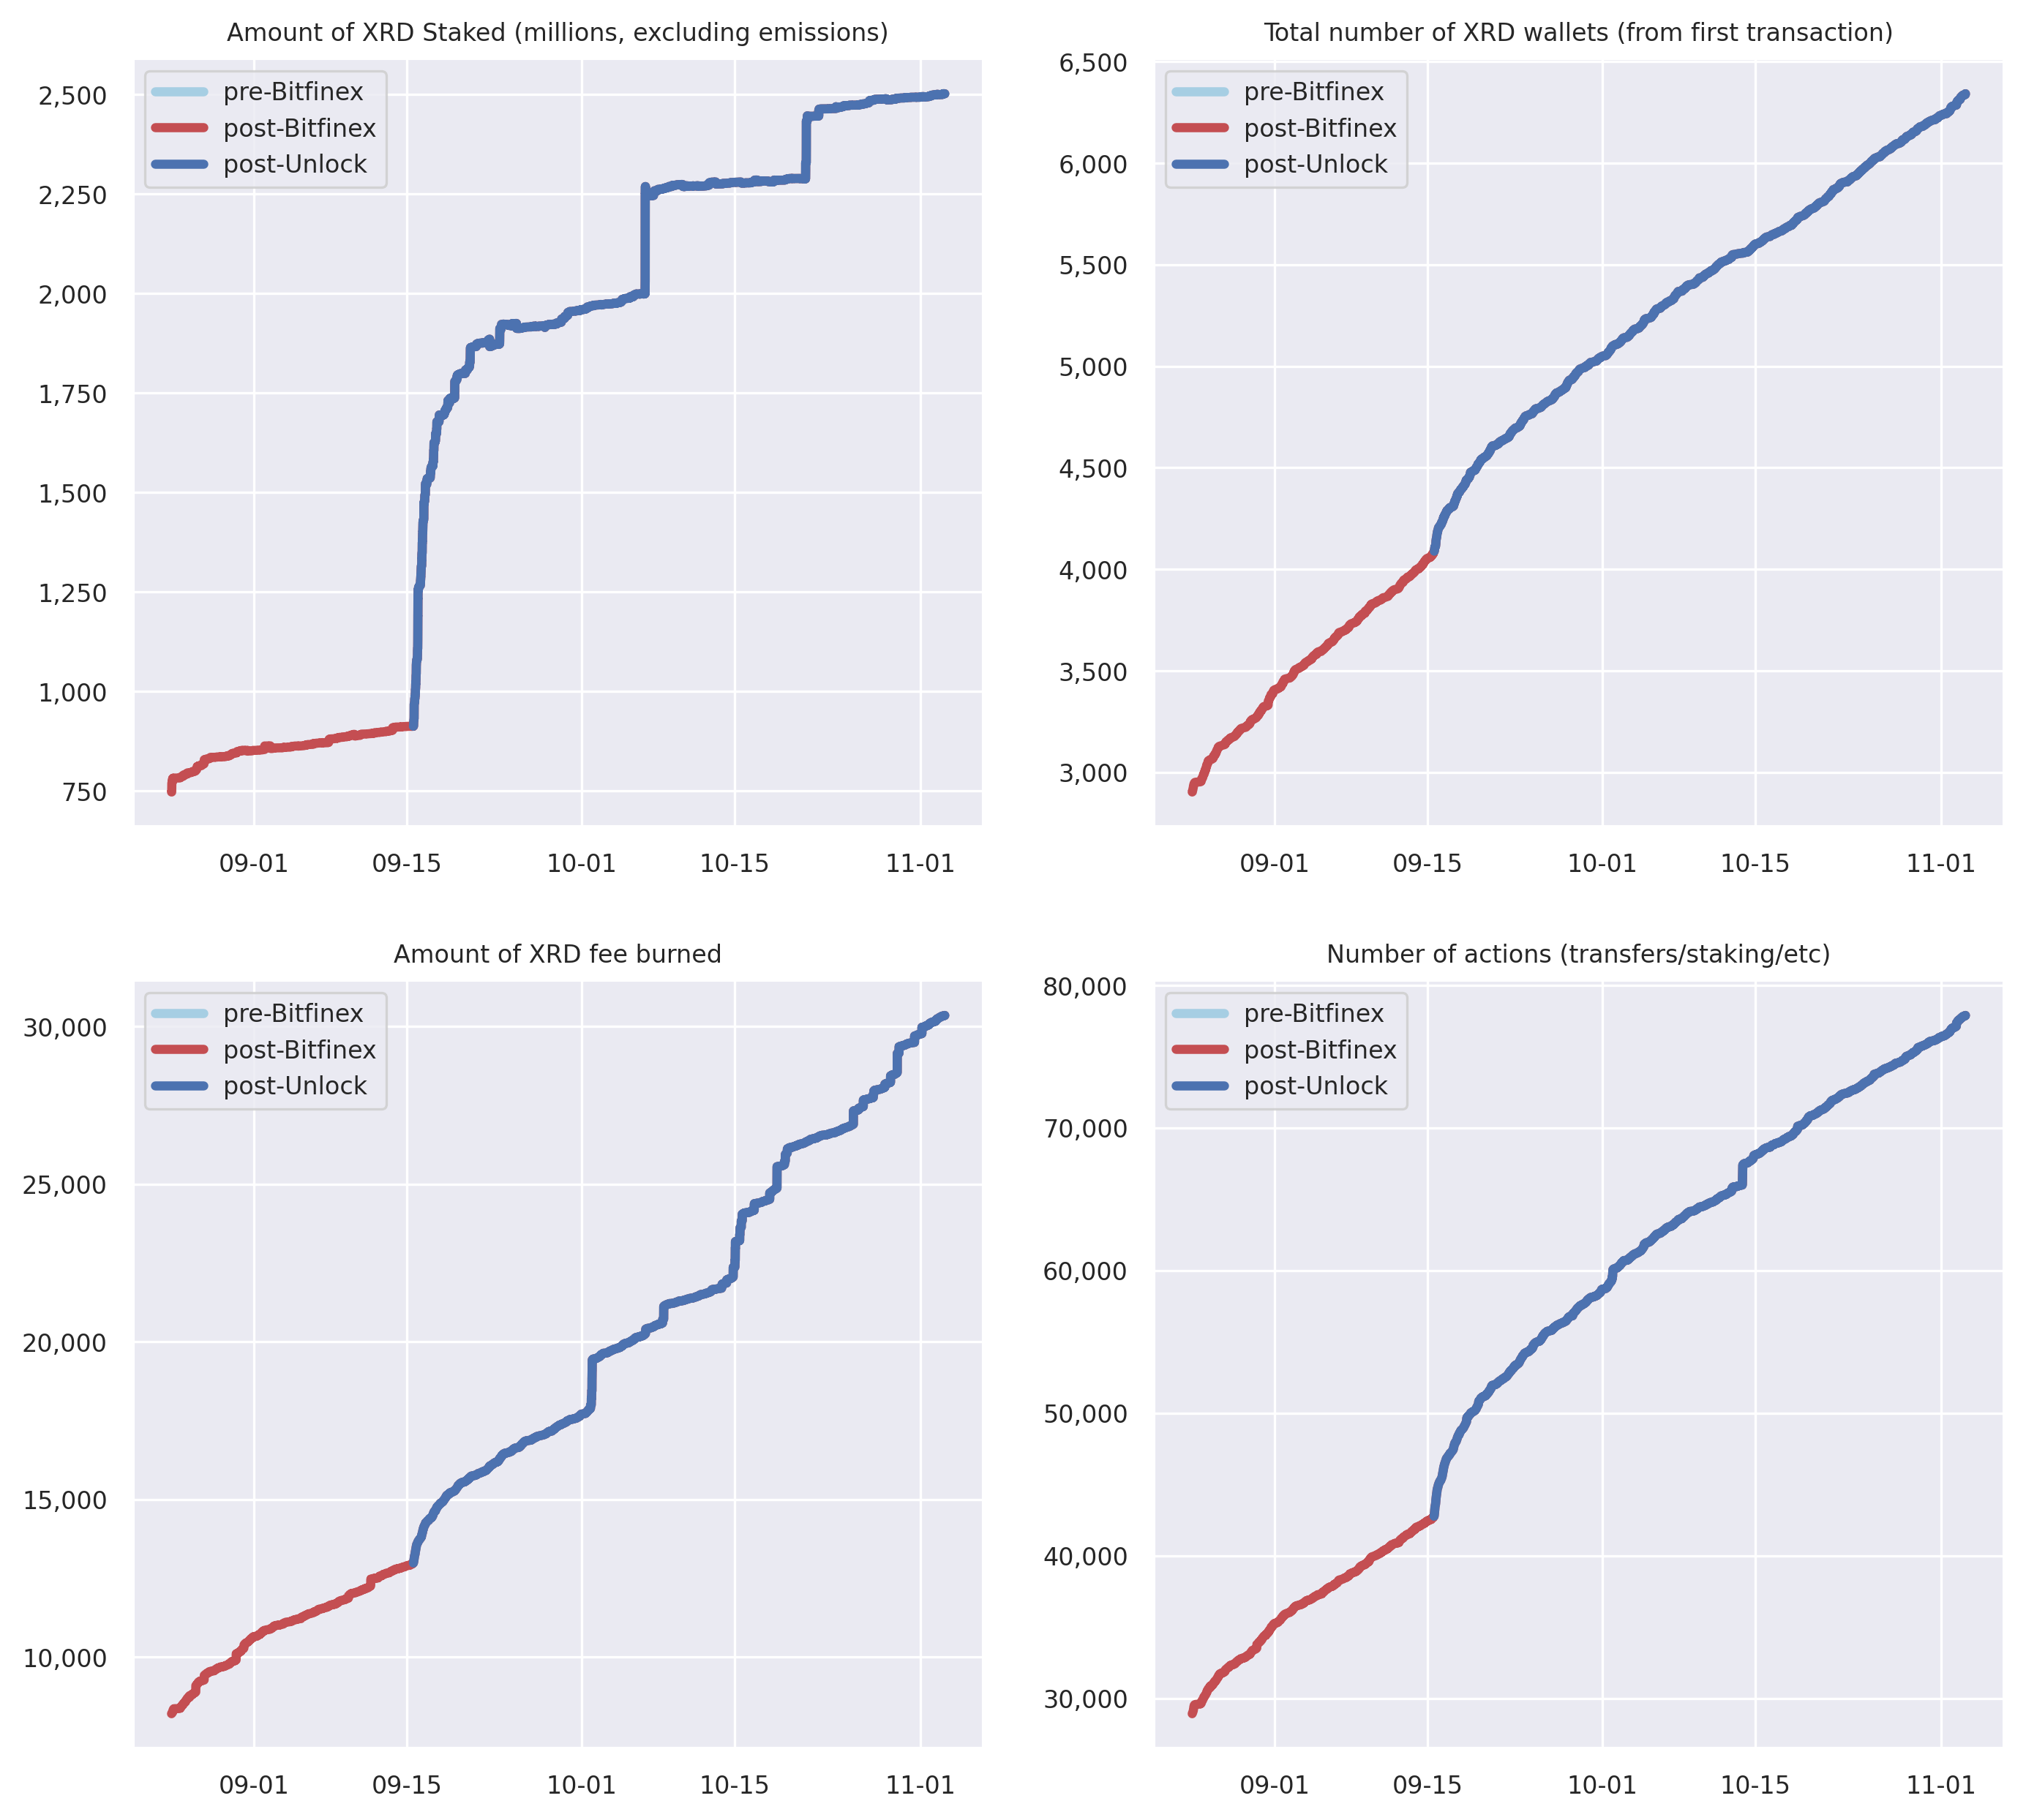 Amount of XRD Staked (millions, excluding emissions)
pre-Bitfinex
post-Bitfinex
post-Unlock
2,500
2,250
2,000
1,750
1,500
1,250
1,000
750
09-01 09-15 10-01 10-15 11-01
Total number of XRD wallets (from first transaction)
pre-Bitfinex
post-Bitfinex
post-Unlock
6,500
6,000
5,500
5,000
4,500
4,000
3,500
3,000
09-01 09-15 10-01 10-15 11-01
Amount of XRD fee burned
pre-Bitfinex
post-Bitfinex
post-Unlock
30,000
25,000
20,000
15,000
10,000
09-01 09-15 10-01 10-15 11-01
Number of actions (transfers/staking/etc)
pre-Bitfinex
post-Bitfinex
post-Unlock
80,000
70,000
60,000
50,000
40,000
30,000
09-01 09-15 10-01 10-15 11-01